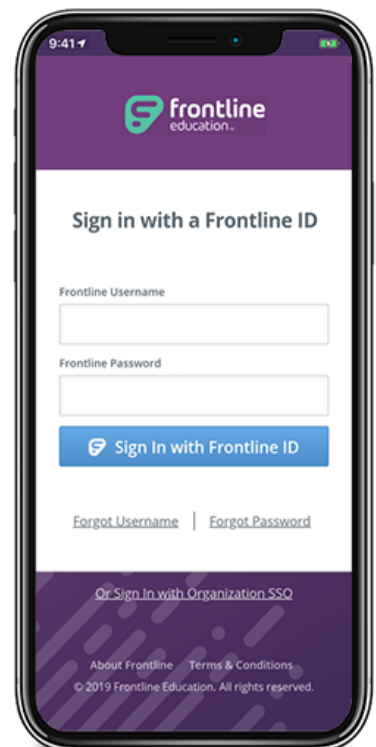 9:41
frontline
education™
Sign in with a Frontline ID
Frontline Username
Frontline Password
Sign In with Frontline ID
Forgot Username | Forgot Password
Or Sign In with Organization SSO
About Frontline Terms & Conditions
© 2019 Frontline Education. All rights reserved.